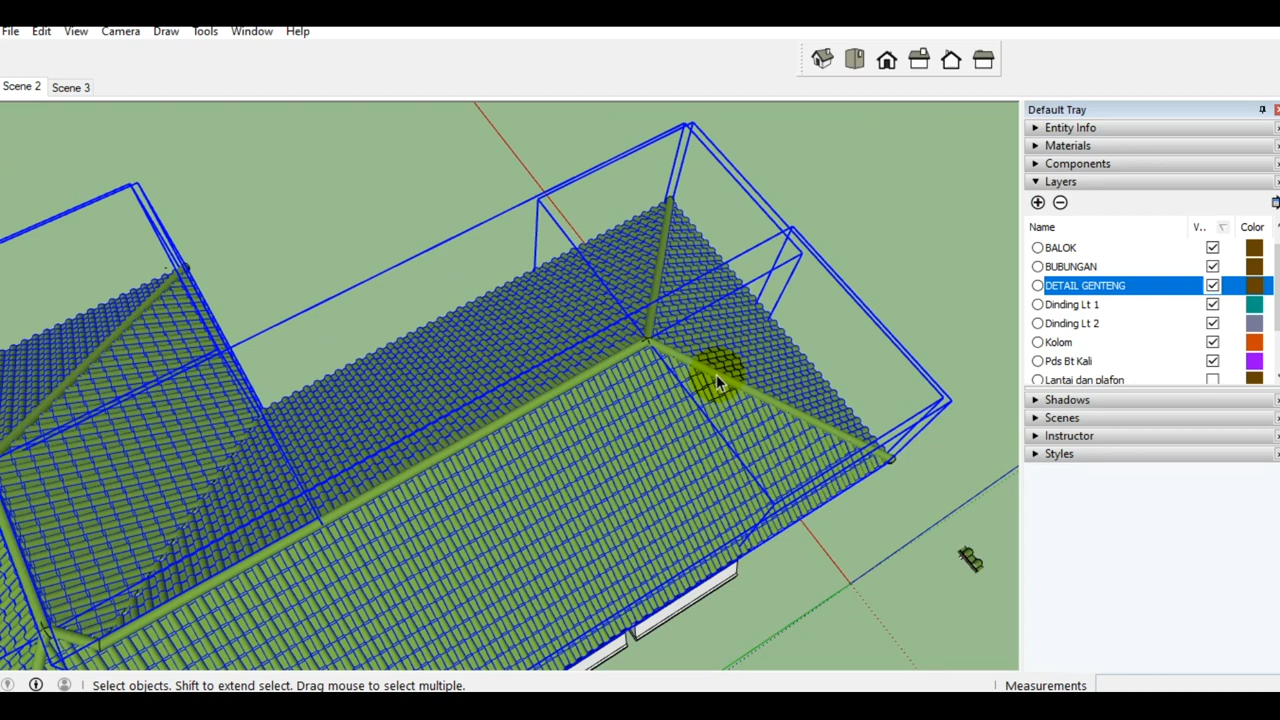 File Edit View Camera Draw Tools Window Help
Scene 2 Scene 3
Default Tray
Entity Info
Materials
Components
Layers
Name V.. Color
BALOK
BUBUNGAN
DETAIL GENTENG
Dinding Lt 1
Dinding Lt 2
Kolom
Pds Bt Kali
Lantai dan plafon
Shadows
Scenes
Instructor
Styles
Select objects. Shift to extend select. Drag mouse to select multiple. Measurements